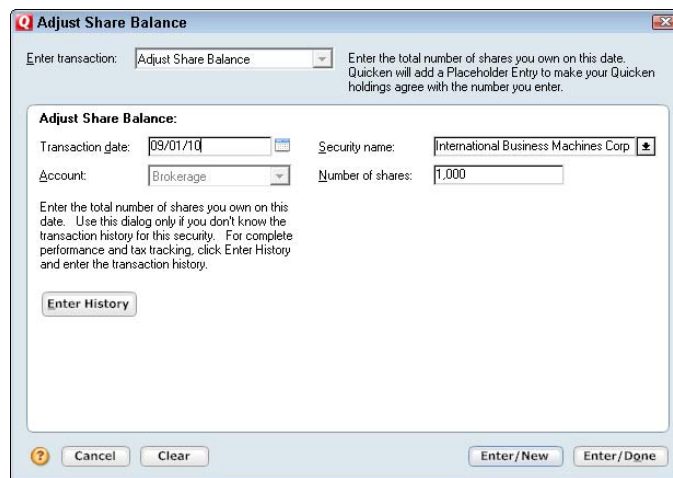 Adjust Share Balance
Enter transaction: Adjust Share Balance
Enter the total number of shares you own on this date.
Quicken will add a Placeholder Entry to make your Quicken
holdings agree with the number you enter.
Adjust Share Balance:
Transaction date: 09/01/10
Security name: International Business Machines Corp
Account: Brokerage
Number of shares: 1,000
Enter the total number of shares you own on this
date. Use this dialog only if you don't know the
transaction history for this security. For complete
performance and tax tracking, click Enter History
and enter the transaction history.
Enter History
? Cancel Clear Enter/New Enter/Done